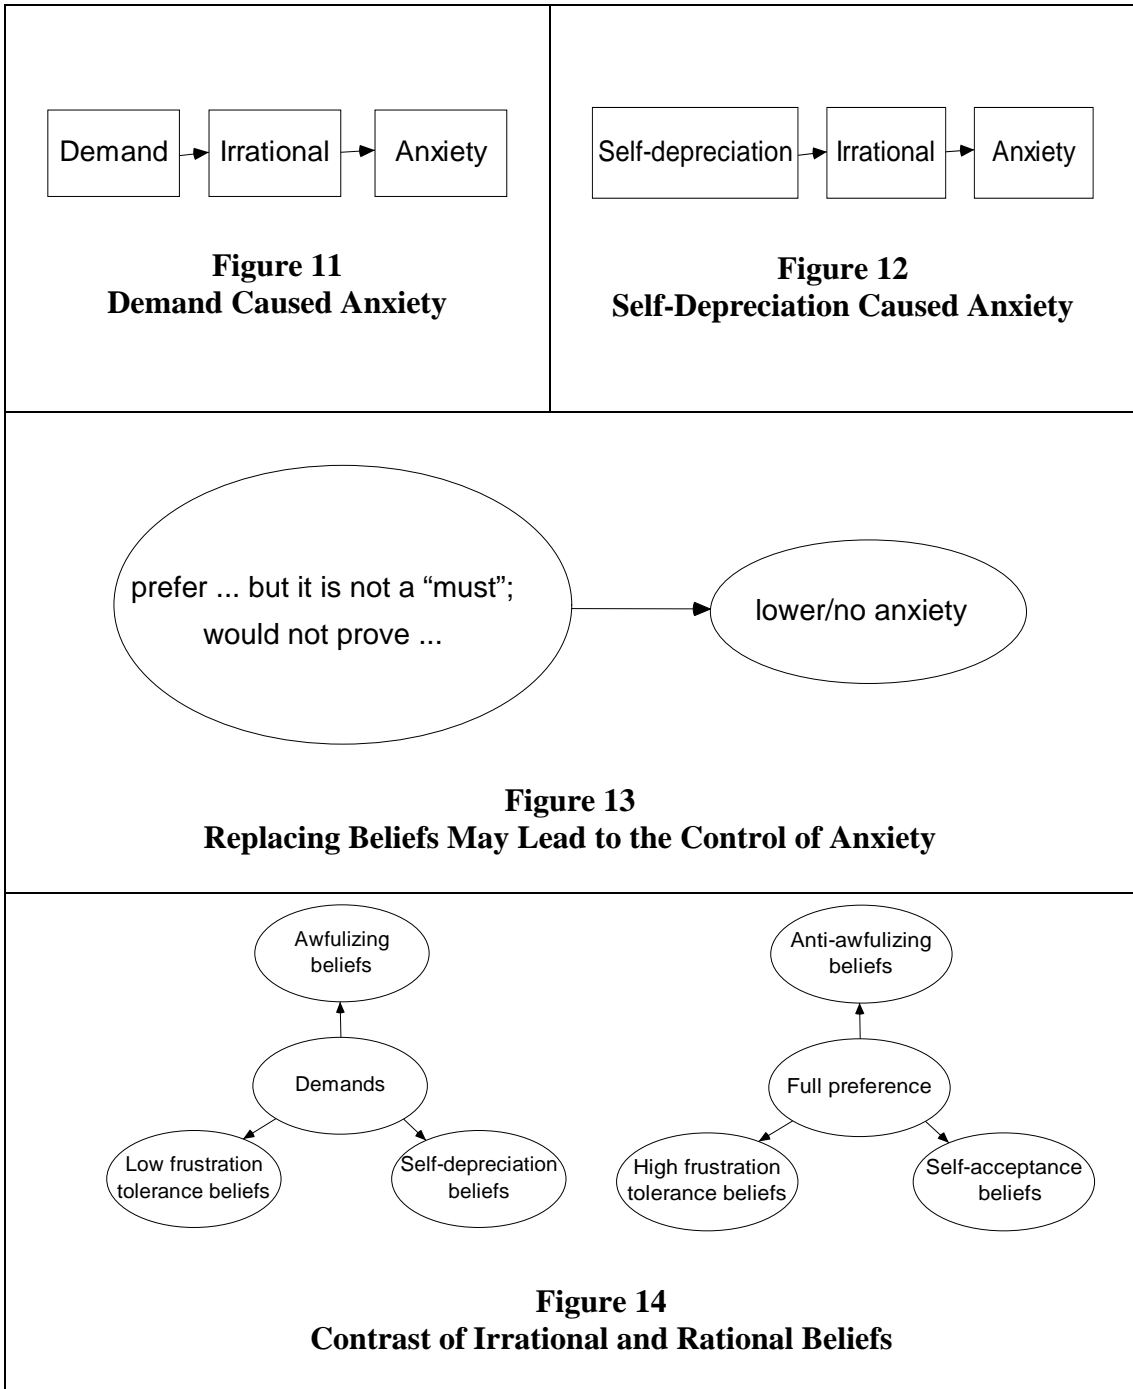 Demand
Irrational
Anxiety
Figure 11
Demand Caused Anxiety
Self-depreciation
Irrational
Anxiety
Figure 12
Self-Depreciation Caused Anxiety
prefer ... but it is not a “must”;
would not prove ...
lower/no anxiety
Figure 13
Replacing Beliefs May Lead to the Control of Anxiety
Awfulizing
beliefs
Demands
Low frustration
tolerance beliefs
Self-depreciation
beliefs
Anti-awfulizing
beliefs
Full preference
High frustration
tolerance beliefs
Self-acceptance
beliefs
Figure 14
Contrast of Irrational and Rational Beliefs